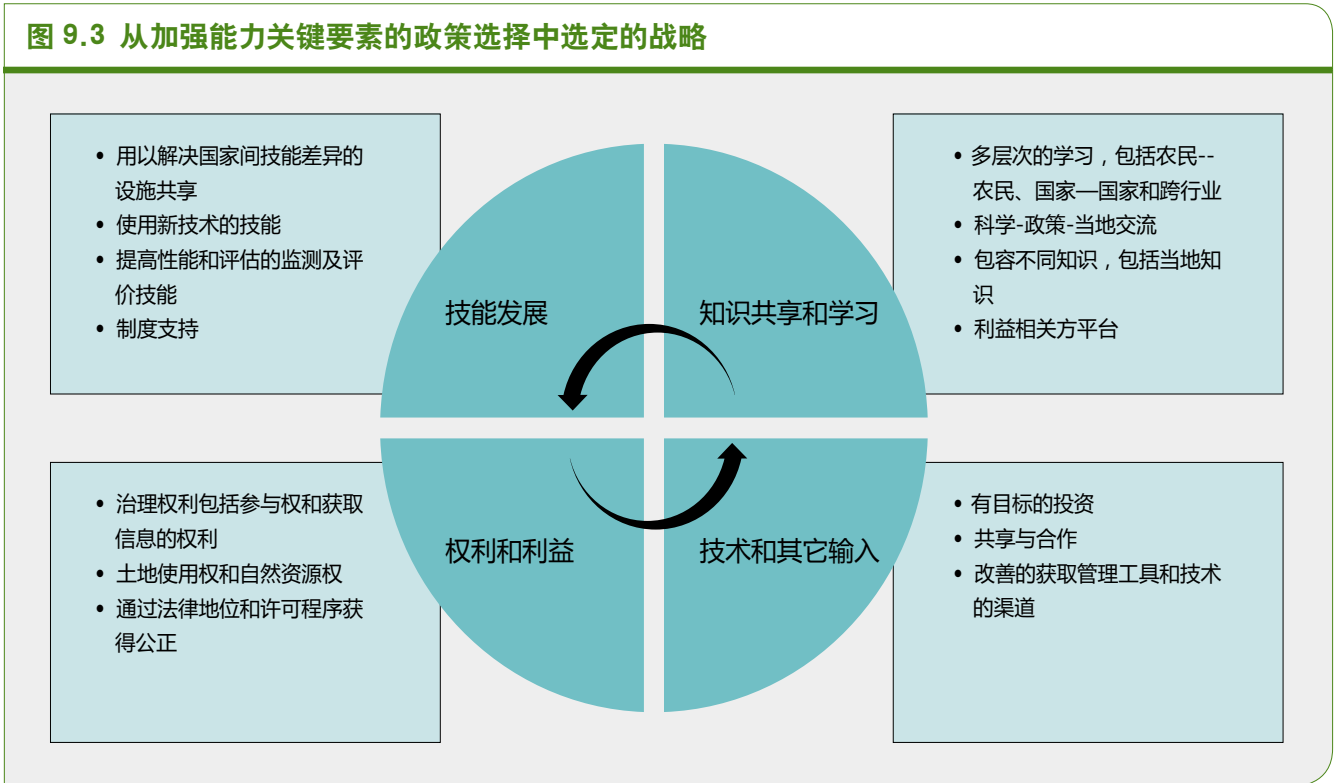 图 9.3 从加强能力关键要素的政策选择中选定的战略
• 用以解决国家间技能差异的
设施共享
• 使用新技术的技能
• 提高性能和评估的监测及评
价技能
• 制度支持
• 多层次的学习，包括农民--
农民、国家—国家和跨行业
• 科学-政策-当地交流
• 包容不同知识，包括当地知
识
• 利益相关方平台
技能发展
知识共享和学习
权利和利益
技术和其它输入
• 治理权利包括参与权和获取
信息的权利
• 土地使用权和自然资源权
• 通过法律地位和许可程序获
得公正
• 有目标的投资
• 共享与合作
• 改善的获取管理工具和技术
的渠道